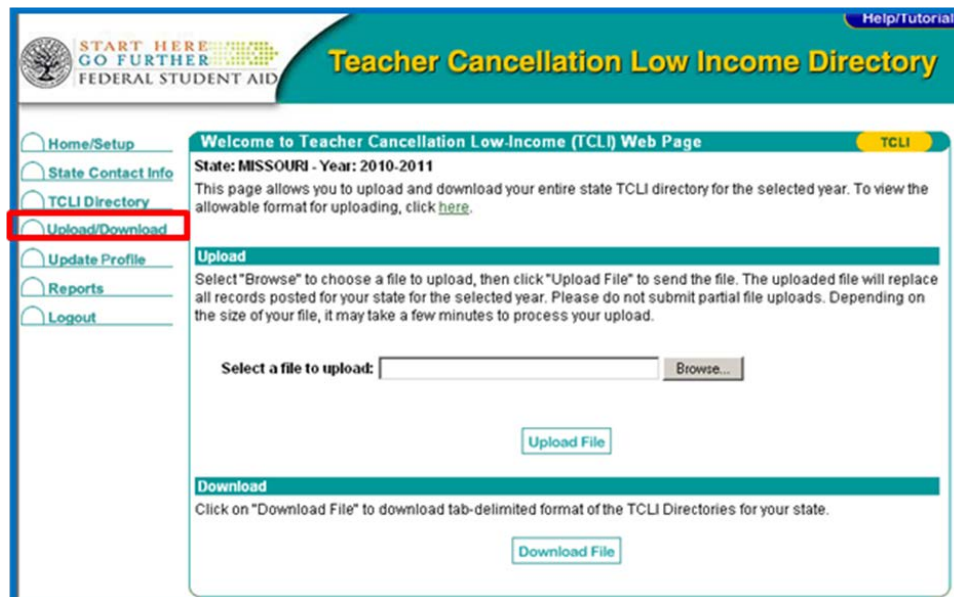 Help/Tutorial
START HERE
GO FURTHER
FEDERAL STUDENT AID
Teacher Cancellation Low Income Directory
Home/Setup
State Contact Info
TCLI Directory
Upload/Download
Update Profile
Reports
Logout
Welcome to Teacher Cancellation Low-Income (TCLI) Web Page
TCLI
State: MISSOURI - Year: 2010-2011
This page allows you to upload and download your entire state TCLI directory for the selected year. To view the
allowable format for uploading, click here.
Upload
Select "Browse" to choose a file to upload, then click "Upload File" to send the file. The uploaded file will replace
all records posted for your state for the selected year. Please do not submit partial file uploads. Depending on
the size of your file, it may take a few minutes to process your upload.
Select a file to upload:
Browse...
Upload File
Download
Click on "Download File" to download tab-delimited format of the TCLI Directories for your state.
Download File